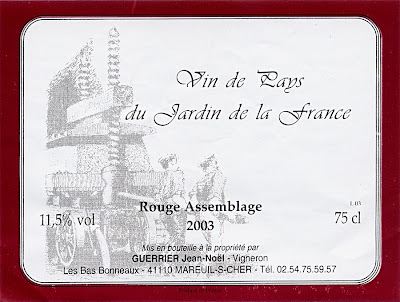 Vin de Pays
du Jardin de la France
Rouge Assemblage
L 03
11,5% vol
2003
75 cl
Mis en bouteille à la propriété par
GUERRIER Jean-Noël - Vigneron
Les Bas Bonneaux - 41110 MAREUIL-S-CHER - Tél. 02.54.75.59.57